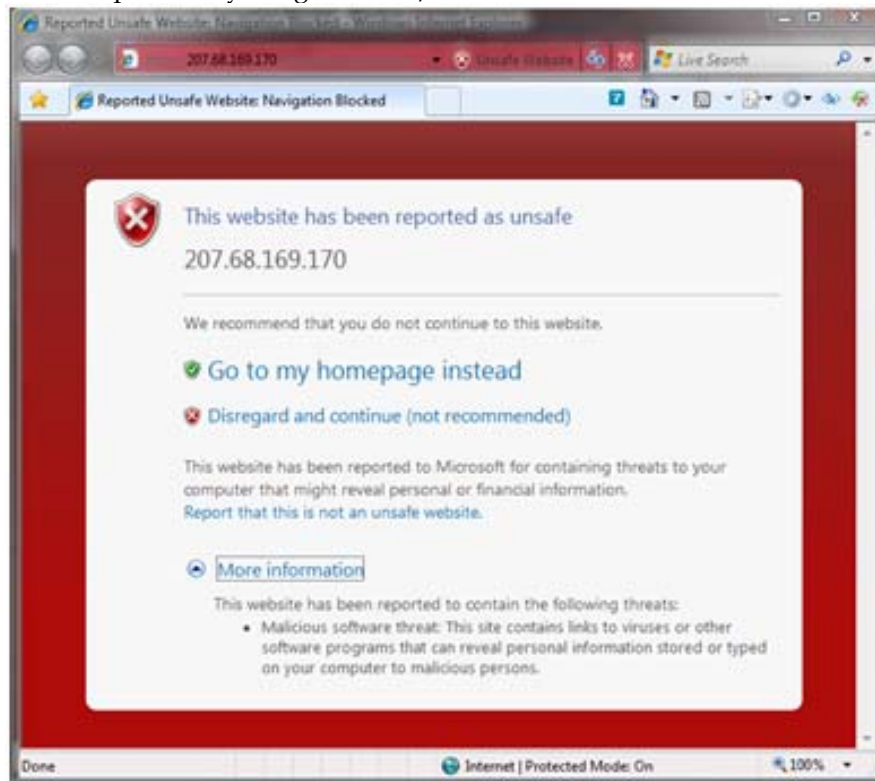 Reported Unsafe Website: Navigation Blocked - Windows Internet Explorer
207.68.169.170
Unsafe Website
Live Search
Reported Unsafe Website: Navigation Blocked
This website has been reported as unsafe
207.68.169.170
We recommend that you do not continue to this website.
Go to my homepage instead
Disregard and continue (not recommended)
This website has been reported to Microsoft for containing threats to your
computer that might reveal personal or financial information.
Report that this is not an unsafe website.
More information
This website has been reported to contain the following threats:
• Malicious software threat: This site contains links to viruses or other
software programs that can reveal personal information stored or typed
on your computer to malicious persons.
Done
Internet | Protected Mode: On
100%